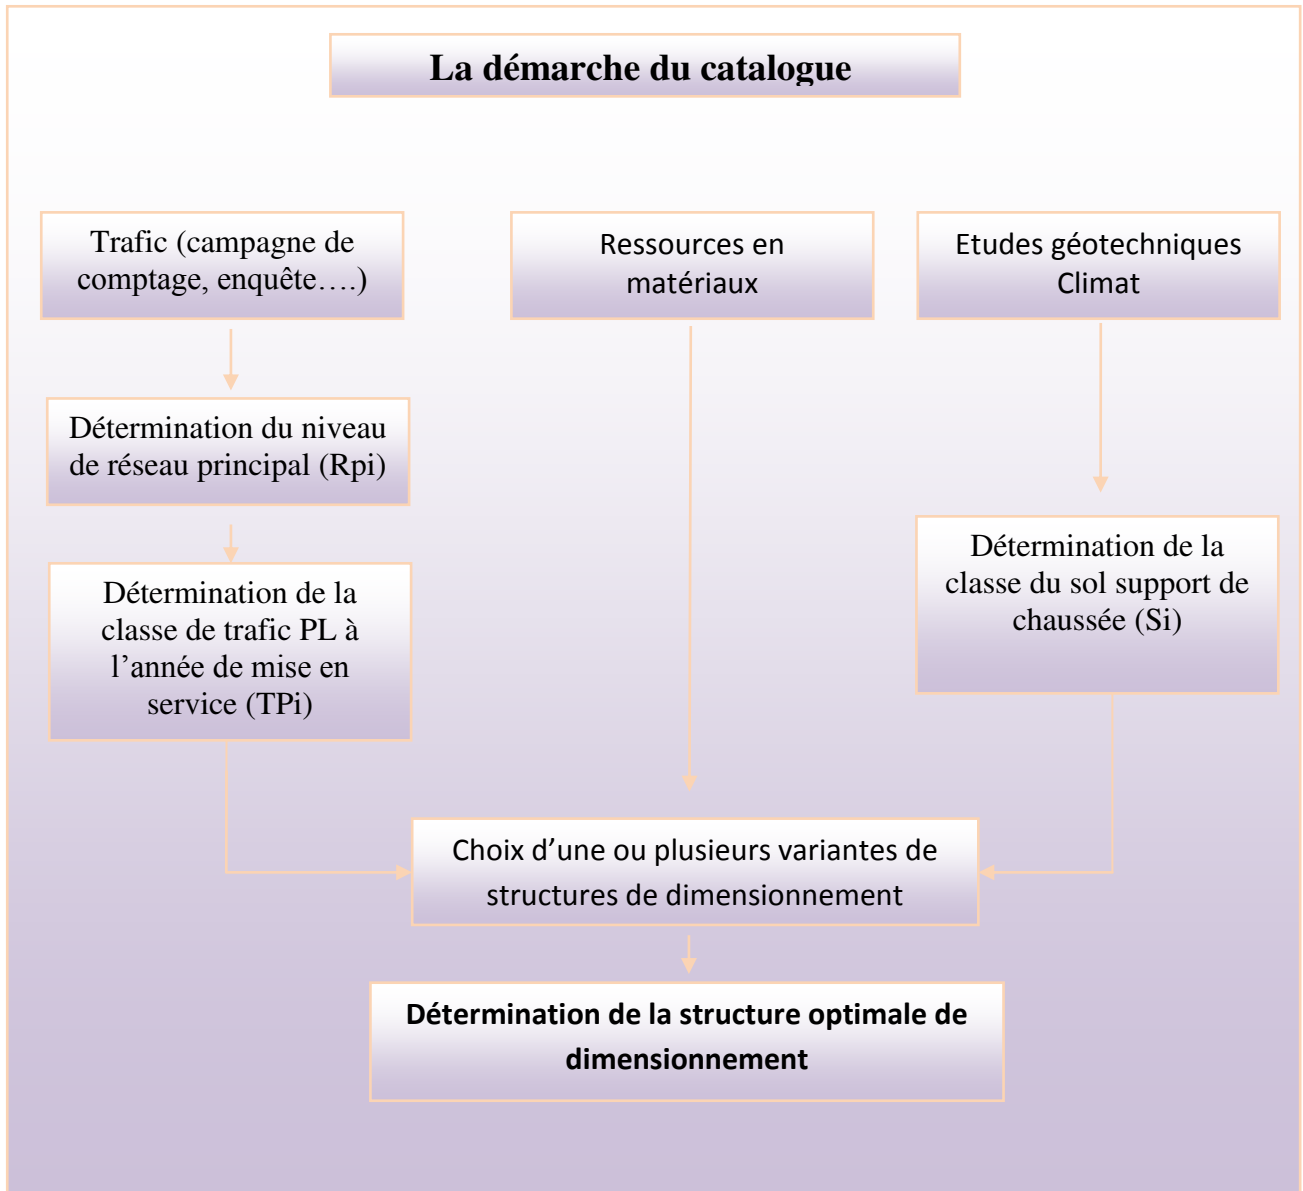 La démarche du catalogue
Trafic (campagne de
comptage, enquête….)
Ressources en
matériaux
Etudes géotechniques
Climat
Détermination du niveau
de réseau principal (Rpi)
Détermination de la
classe de trafic PL à
l’année de mise en
service (TPi)
Détermination de la
classe du sol support de
chaussée (Si)
Choix d’une ou plusieurs variantes de
structures de dimensionnement
Détermination de la structure optimale de
dimensionnement